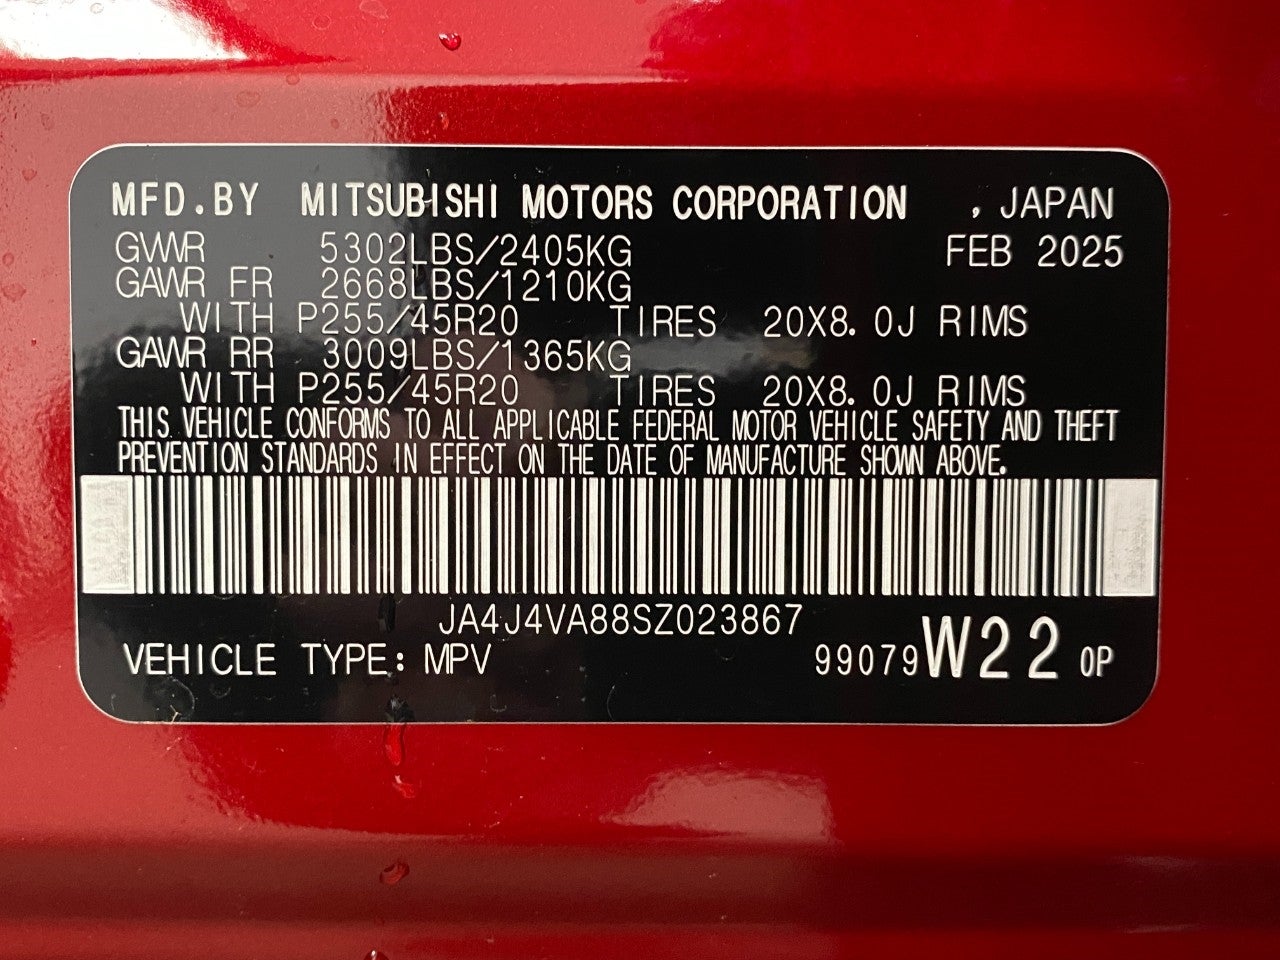 MFD.BY MITSUBISHI MOTORS CORPORATION , JAPAN
GVWR 5302LBS/2405KG FEB 2025
GAWR FR 2668LBS/1210KG
WITH P255/45R20 TIRES 20X8.0J RIMS
GAWR RR 3009LBS/1365KG
WITH P255/45R20 TIRES 20X8.0J RIMS
THIS VEHICLE CONFORMS TO ALL APPLICABLE FEDERAL MOTOR VEHICLE SAFETY AND THEFT
PREVENTION STANDARDS IN EFFECT ON THE DATE OF MANUFACTURE SHOWN ABOVE.
JA4J4VA88SZ023867
VEHICLE TYPE: MPV 99079 W22 0P